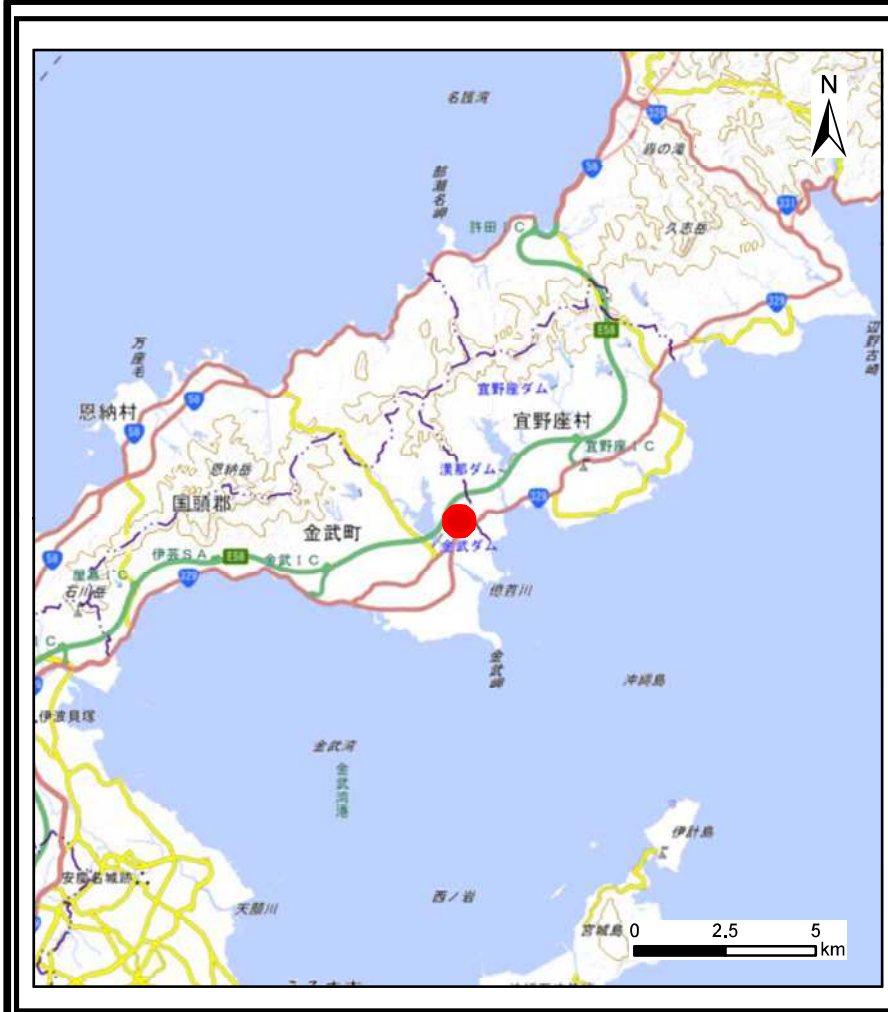 名護湾
N
329
轟の滝
58
部瀬名岬
331
許田ＩＣ
久志岳
100
329
E58
辺野古崎
万座毛
宜野座ダム
恩納村
58
宜野座村
58
宜野座ＩＣ
恩納岳
漢那ダム
国頭郡
329
金武町
金武ダム
伊芸ＳＡ
E58
金武ＩＣ
58
屋嘉ＩＣ
329
石川岳
億首川
ＩＣ
金武岬
沖縄島
伊波貝塚
金武湾
金武湾港
伊計島
安慶名城跡
西ノ岩
天願川
宮城島
0 2.5 5
km